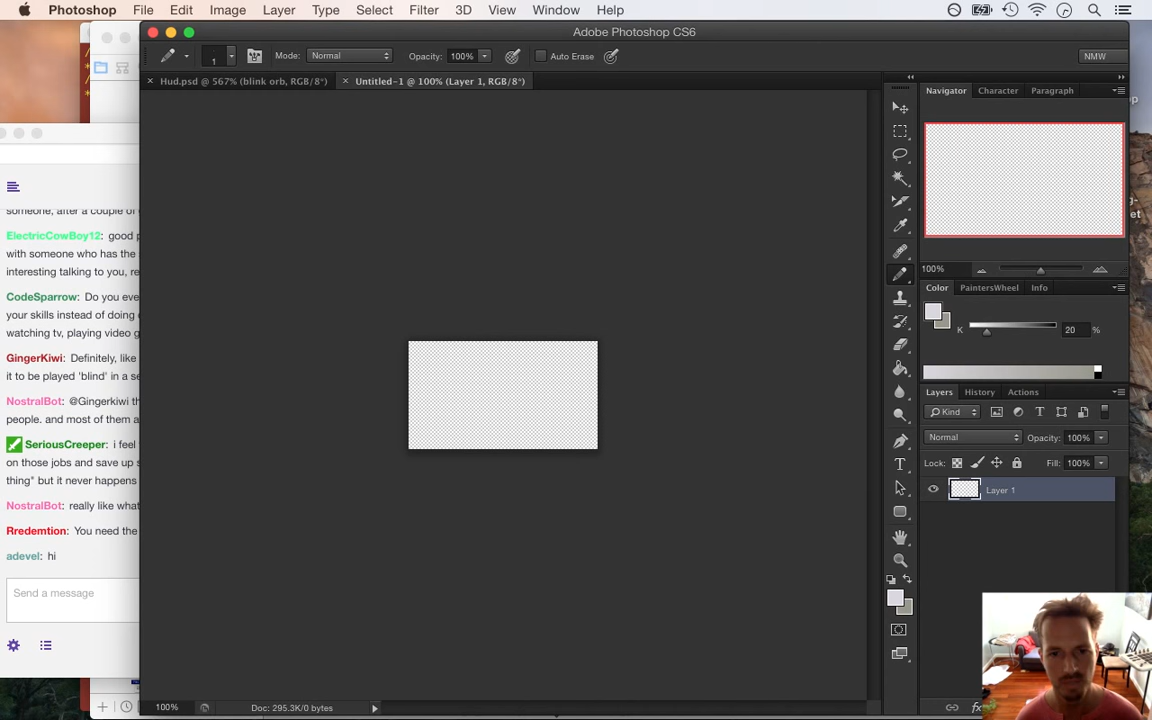 Photoshop File Edit Image Layer Type Select Filter 3D View Window Help
Adobe Photoshop CS6
1 Mode: Normal Opacity: 100% Auto Erase NMW
Hud.psd @ 567% (blink orb, RGB/8*) Untitled-1 @ 100% (Layer 1, RGB/8*)
Navigator Character Paragraph
100%
Color PaintersWheel Info
K 20 %
Layers History Actions
Kind
Normal Opacity: 100%
Lock: Fill: 100%
Layer 1
someone, after a couple of
ElectricCowBoy12: good
with someone who has the
interesting talking to you, re
CodeSparrow: Do you eve
your skills instead of doing
watching tv, playing video g
GingerKiwi: Definitely, like
it to be played 'blind' in a se
NostralBot: @Gingerkiwi th
people. and most of them a
SeriousCreeper: i feel
on those jobs and save up s
thing" but it never happens
NostralBot: really like what
Rredemtion: You need the
adevel: hi
Send a message
100% Doc: 295.3K/0 bytes
fx